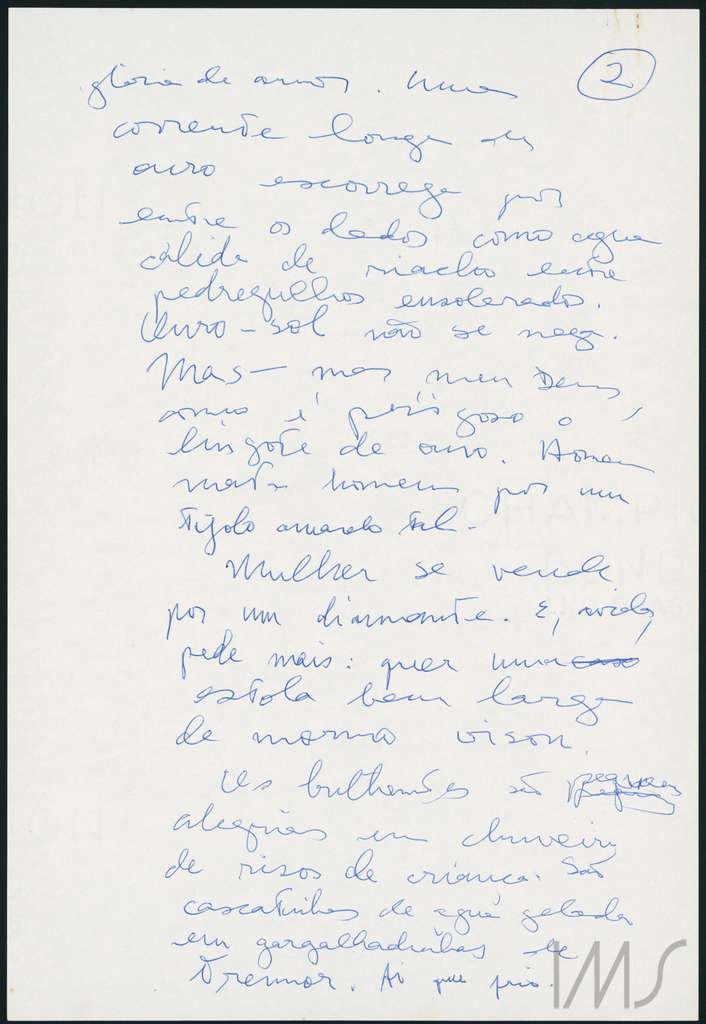 glória de amor. Uma
2
corrente longa de
ouro escorrega por
entre os dedos como água
cálida de riacho entre
pedregulhos ensolarados.
Ouro-sol não se nega.
Mas — mas meu Deus,
como é perigoso o
lingote de ouro. Homem
mata homem por um
tijolo amarelo tal.
Mulher se vende
por um diamante. E, ávida,
pede mais: quer uma
estola bem larga
de morno vison.
Os brilhantes são pequenas
alegrias em chuveiro
de risos de criança. São
cascatinhas de água gelada
em gargalhadinhas de
tremor. Ai que frio.
IMS